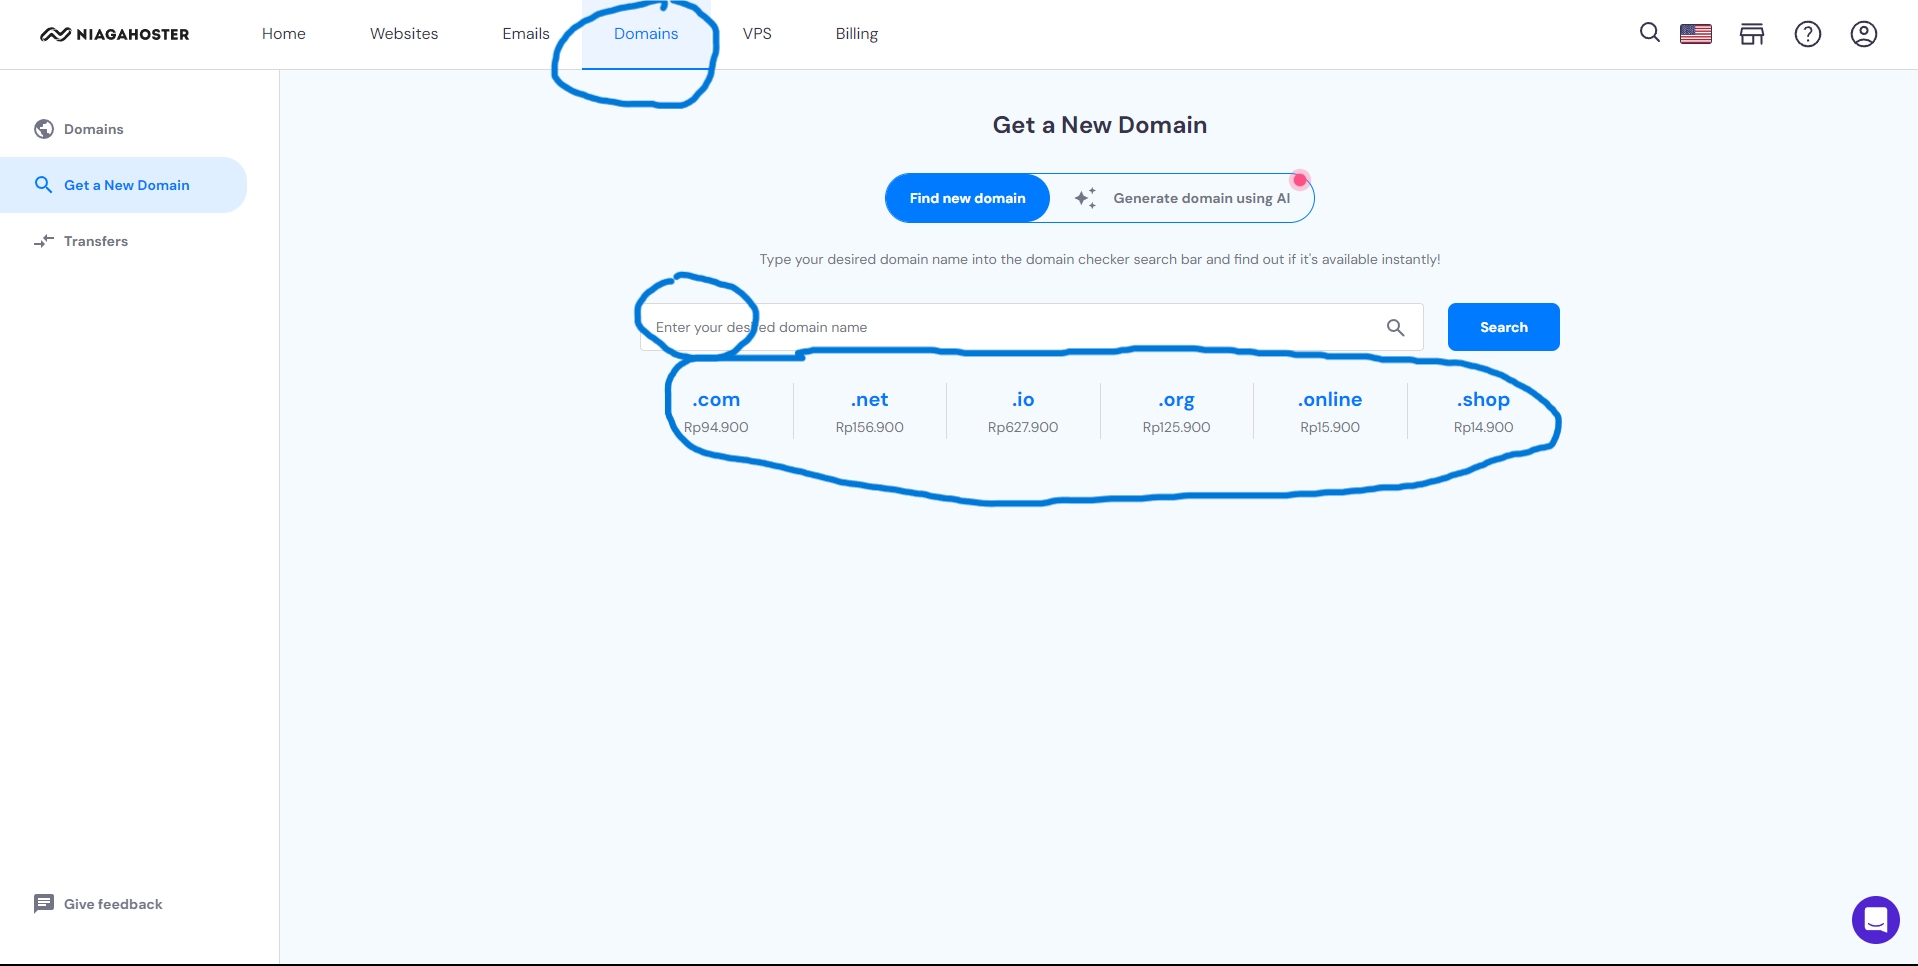 NIAGAHOSTER Home Websites Emails Domains VPS Billing
Domains
Get a New Domain
Transfers
Give feedback
Get a New Domain
Find new domain Generate domain using AI
Type your desired domain name into the domain checker search bar and find out if it's available instantly!
Enter your desired domain name Search
.com .net .io .org .online .shop
Rp94.900 Rp156.900 Rp627.900 Rp125.900 Rp15.900 Rp14.900